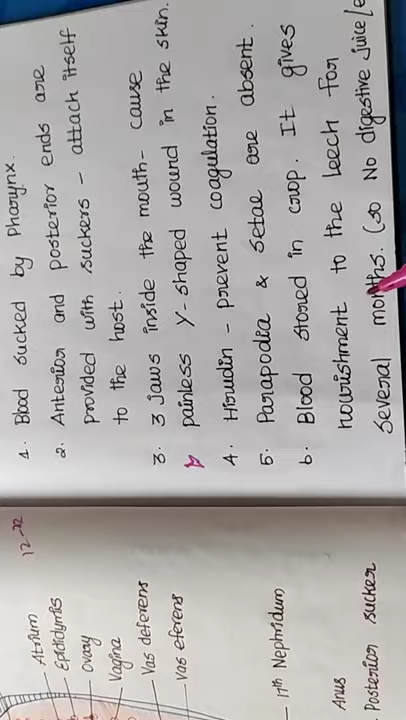 1. Blood sucked by Pharynx.
2. Anterior and posterior ends are
provided with suckers - attach itself
to the host.
3. 3 jaws inside the mouth - cause
painless Y-shaped wound in the skin.
4. Hirudin - prevent coagulation.
5. Parapodia & Setae are absent.
6. Blood stored in crop. It gives
nourishment to the leech for
several months. (so No digestive juice/e
12-22
Atrium
Epididymis
Ovary
Vagina
Vas deferens
Vas eferens
17th Nephridum
Anus
Posterior sucker